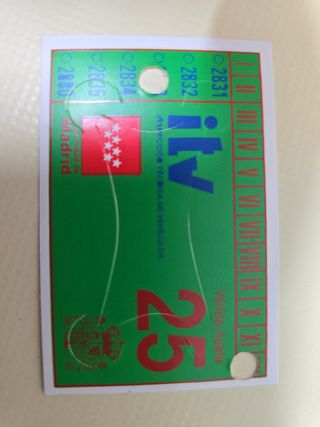 I II III IV V VI VII VIII IX X XI
2831
2832
2834
2835
itv
INSPECCIÓN TÉCNICA DE VEHÍCULOS
Comunidad de
Madrid
Válido hasta
25